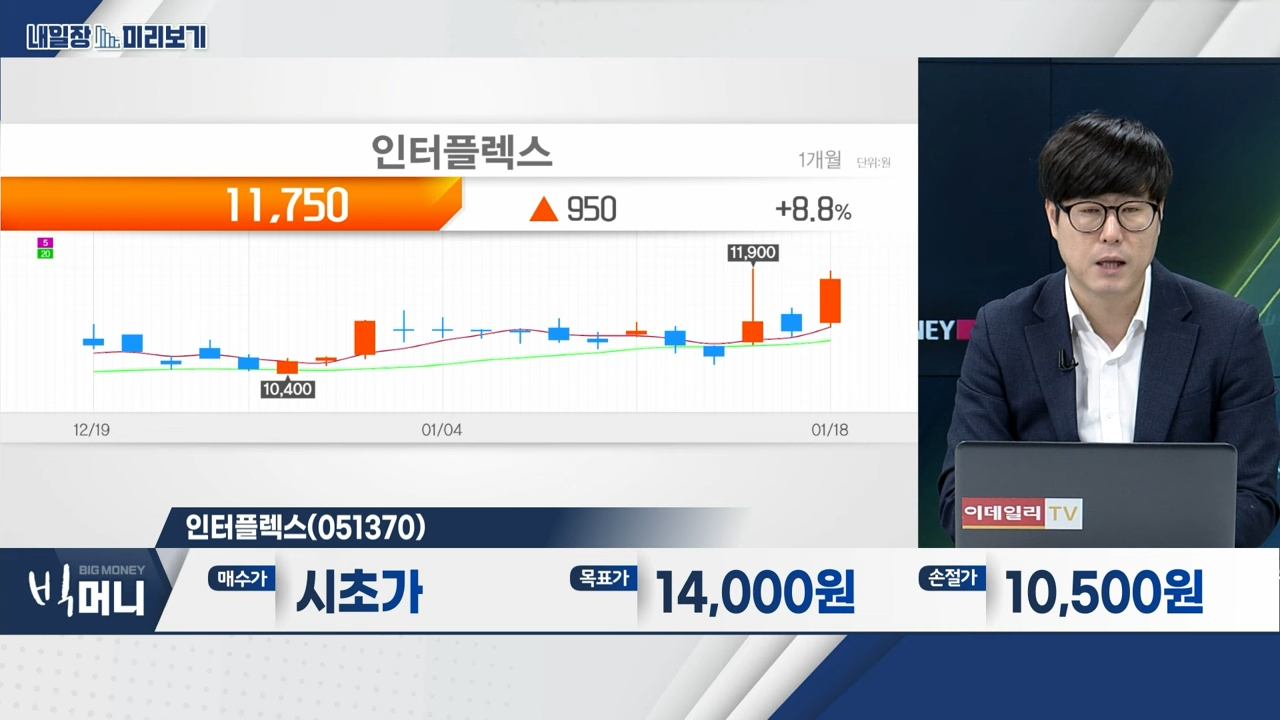 내일장 미리보기
인터플렉스
1개월 단위:원
11,750 ▲ 950 +8.8%
5
20
11,900
10,400
12/19 01/04 01/18
NEY
이데일리 TV
인터플렉스(051370)
BIG MONEY
빅머니
매수가 시초가 목표가 14,000원 손절가 10,500원